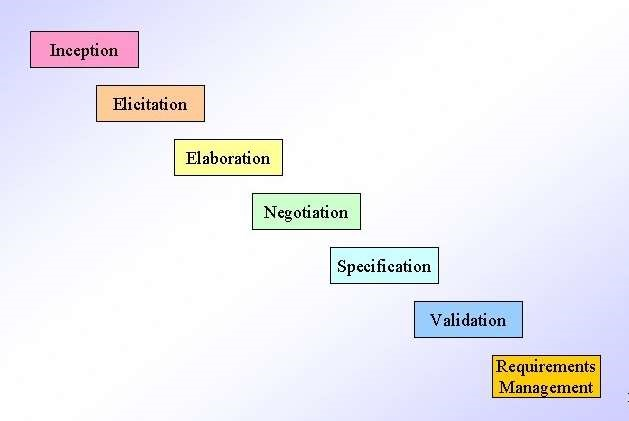 Inception
Elicitation
Elaboration
Negotiation
Specification
Validation
Requirements
Management